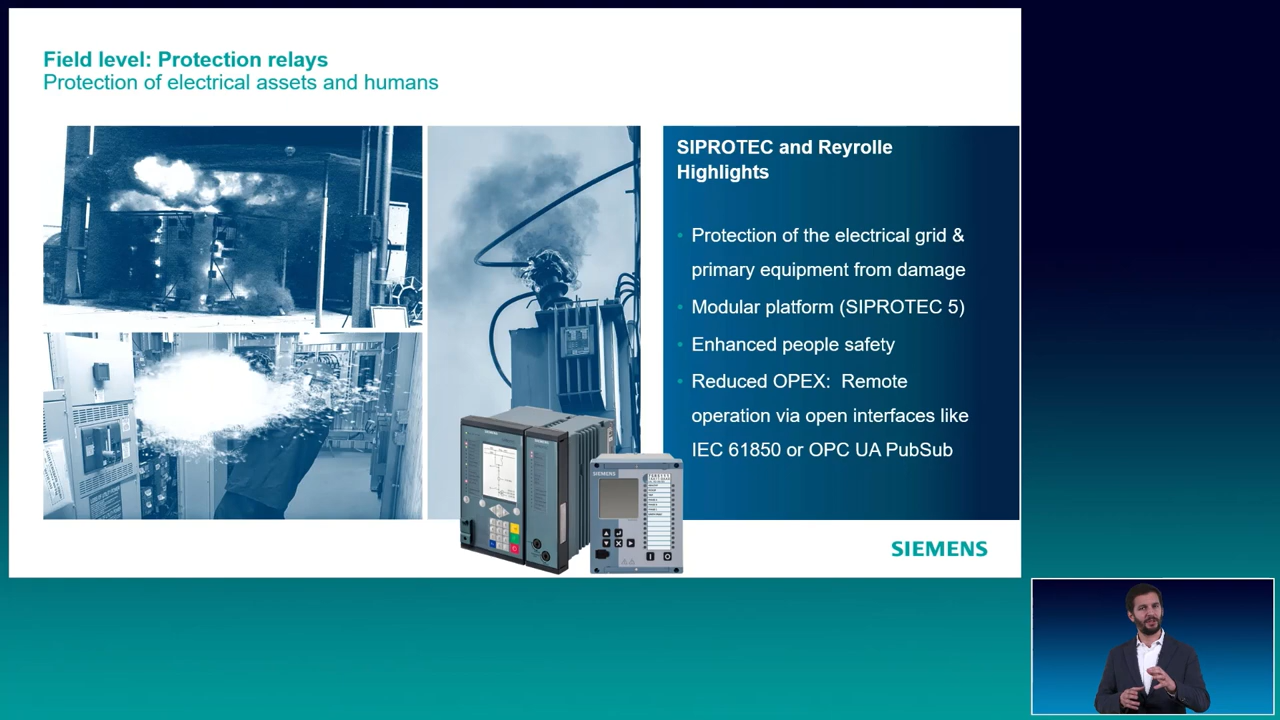 Field level: Protection relays
Protection of electrical assets and humans
SIPROTEC and Reyrolle
Highlights
• Protection of the electrical grid &
primary equipment from damage
• Modular platform (SIPROTEC 5)
• Enhanced people safety
• Reduced OPEX: Remote
operation via open interfaces like
IEC 61850 or OPC UA PubSub
SIEMENS
SIEMENS